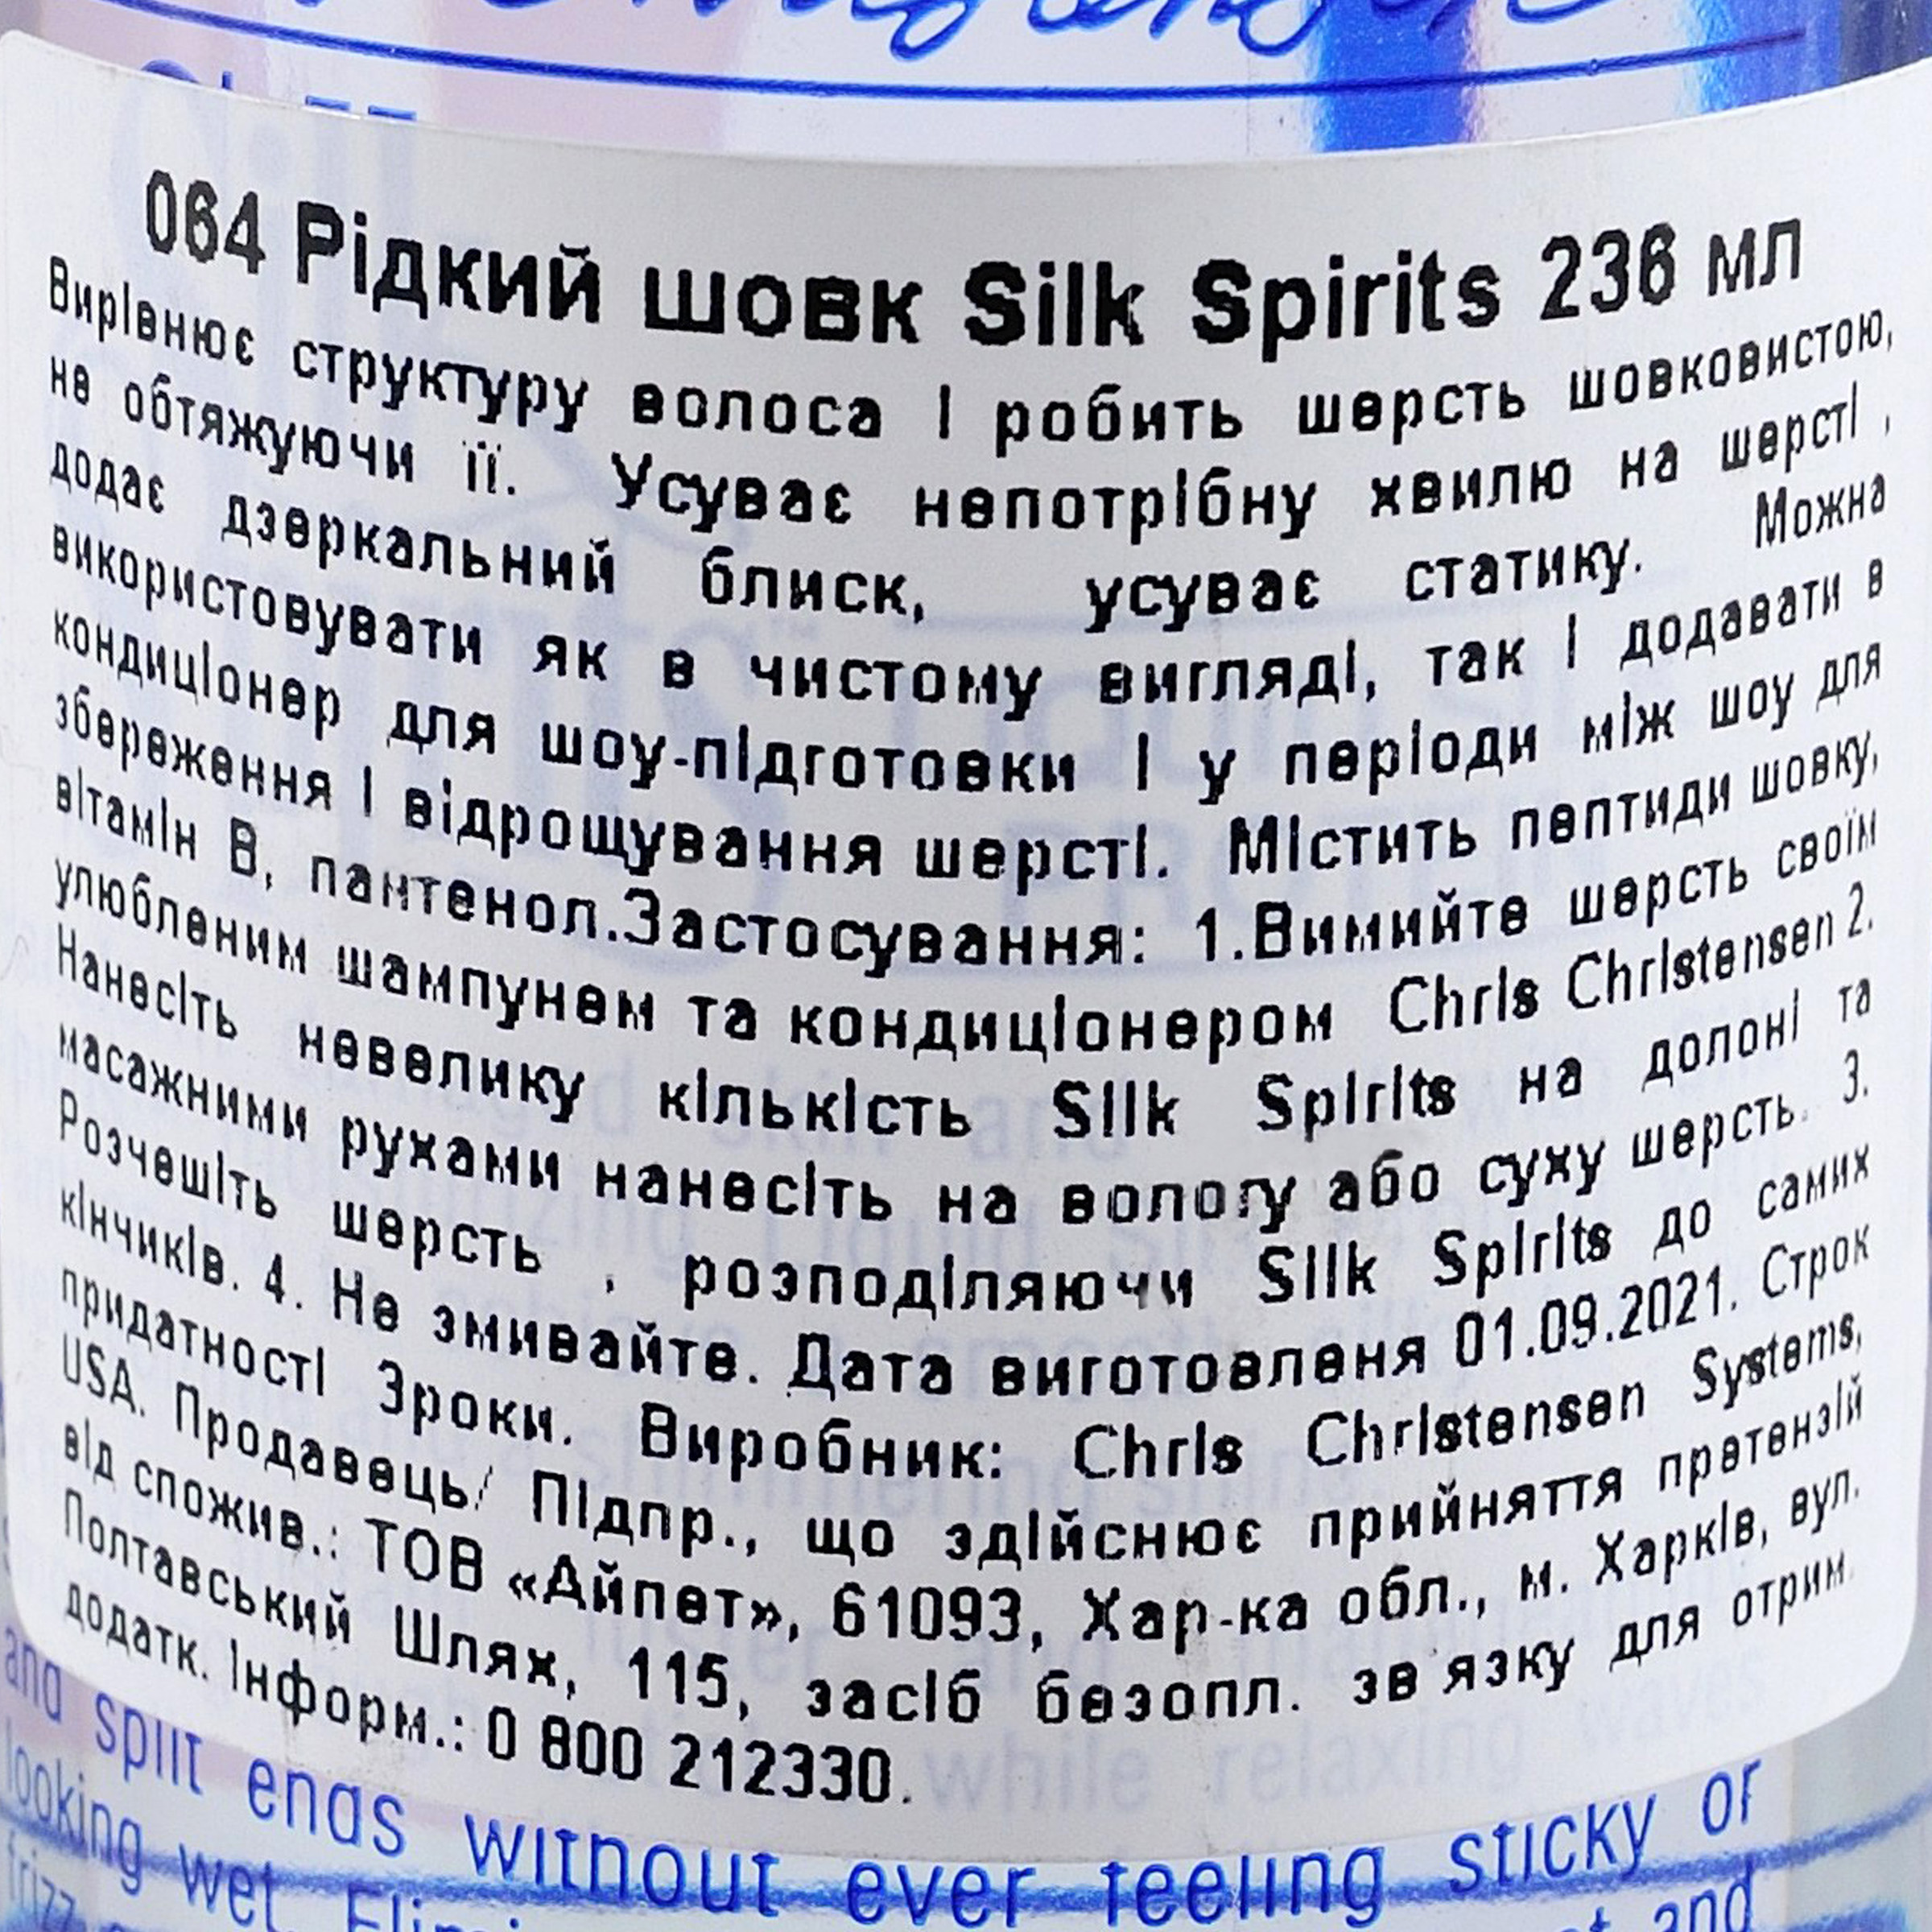 064 Рідкий шовк Silk Spirits 236 мл
Вирівнює структуру волоса і робить шерсть шовковистою,
не обтяжуючи її. Усуває непотрібну хвилю на шерсті ,
додає дзеркальний блиск, усуває статику. Можна
використовувати як в чистому вигляді, так і додавати в
кондиціонер для шоу-підготовки і у періоди між шоу для
збереження і відрощування шерсті. Містить пептиди шовку,
вітамін В, пантенол.Застосування: 1.Вимийте шерсть своїм
улюбленим шампунем та кондиціонером Chris Christensen 2.
Нанесіть невелику кількість Silk Spirits на долоні та
масажними рухами нанесіть на вологу або суху шерсть. 3.
Розчешіть шерсть , розподіляючи Silk Spirits до самих
кінчиків. 4. Не змивайте. Дата виготовленя 01.09.2021. Строк
придатності 3роки. Виробник: Chris Christensen Systems,
USA. Продавець/ Підпр., що здійснює прийняття претензій
від спожив.: ТОВ «Айпет», 61093, Хар-ка обл., м. Харків, вул.
Полтавський Шлях, 115, засіб безопл. зв'язку для отрим.
додатк. Інформ.: 0 800 212330.
and split ends without ever feeling sticky or
looking wet.
frizz and